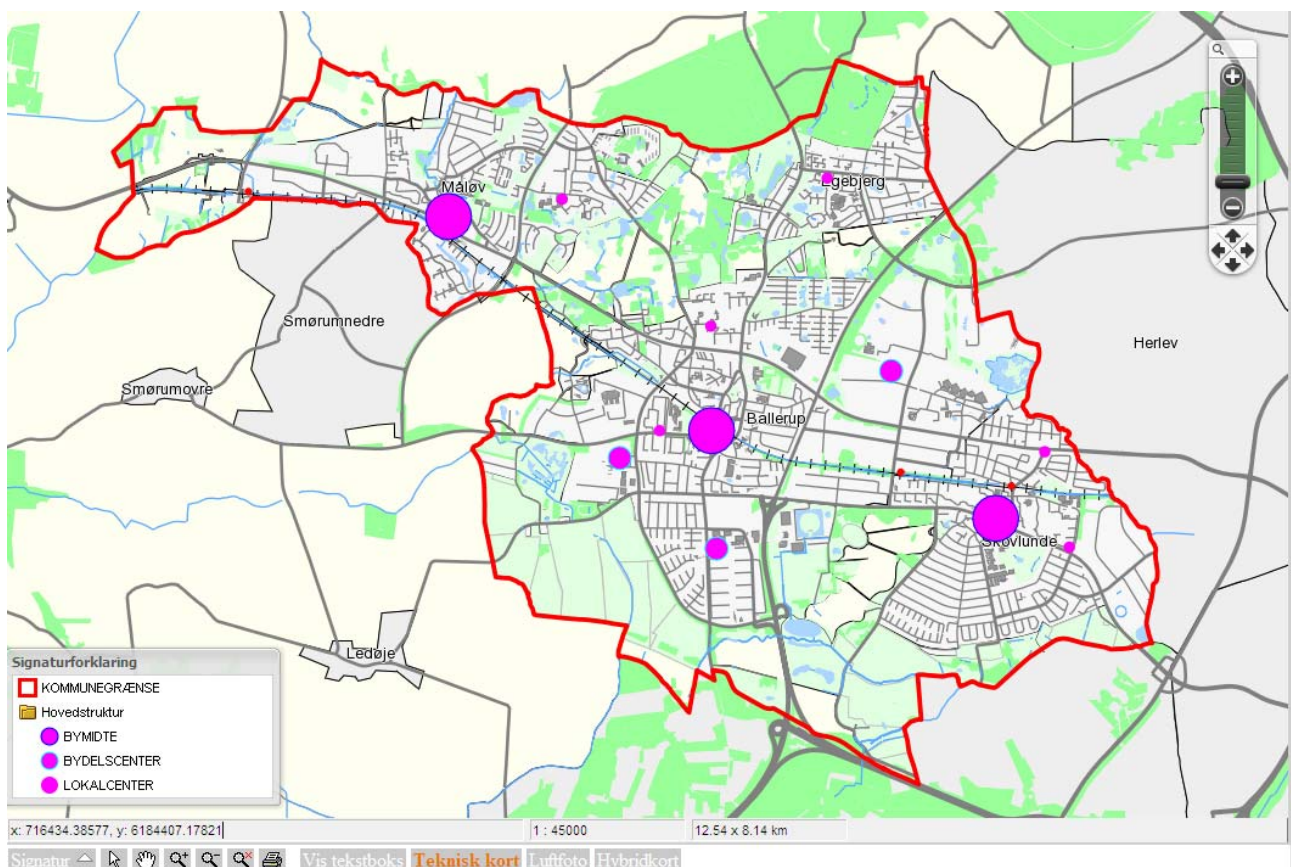 Måløv
Egebjerg
Smørumnedre
Herlev
Smørumovre
Ballerup
Skovlunde
Ledøje
Signaturforklaring
KOMMUNEGRÆNSE
Hovedstruktur
BYMIDTE
BYDELSCENTER
LOKALCENTER
x: 716434.38577, y: 6184407.17821 1 : 45000 12.54 x 8.14 km
Signatur Vis tekstboks Teknisk kort Luftfoto Hybridkort